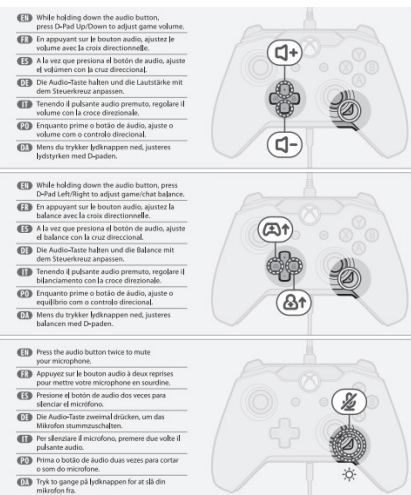 EN While holding down the audio button,
press D-Pad Up/Down to adjust game volume.
FR En appuyant sur le bouton audio, ajustez le
volume avec la croix directionnelle.
ES A la vez que presiona el botón de audio, ajuste
el volúmen con la cruz direccional.
DE Die Audio-Taste halten und die Lautstärke mit
dem Steuerkreuz anpassen.
IT Tenendo il pulsante audio premuto, regolare il
volume con la croce direzionale.
PO Enquanto prime o botão de áudio, ajuste o
volume com o controlo direcional.
DA Mens du trykker lydknappen ned, justeres
lydstyrken med D-paden.
EN While holding down the audio button, press
D-Pad Left/Right to adjust game/chat balance.
FR En appuyant sur le bouton audio, ajustez la
balance avec la croix directionnelle.
ES A la vez que presiona el botón de audio, ajuste
el balance con la cruz direccional.
DE Die Audio-Taste halten und die Balance mit
dem Steuerkreuz anpassen.
IT Tenendo il pulsante audio premuto, regolare il
bilanciamento con la croce direzionale.
PO Enquanto prime o botão de áudio, ajuste o
equilíbrio com o controlo direcional.
DA Mens du trykker lydknappen ned, justeres
balancen med D-paden.
EN Press the audio button twice to mute
your microphone.
FR Appuyez sur le bouton audio à deux reprises
pour mettre votre microphone en sourdine.
ES Presione el botón de audio dos veces para
silenciar el micrófono.
DE Die Audio-Taste zweimal drücken, um das
Mikrofon stummzuschalten.
IT Per silenziare il microfono, premere due volte il
pulsante audio.
PO Prima o botão de áudio duas vezes para cortar
o som do microfone.
DA Tryk to gange på lydknappen for at slå din
mikrofon fra.